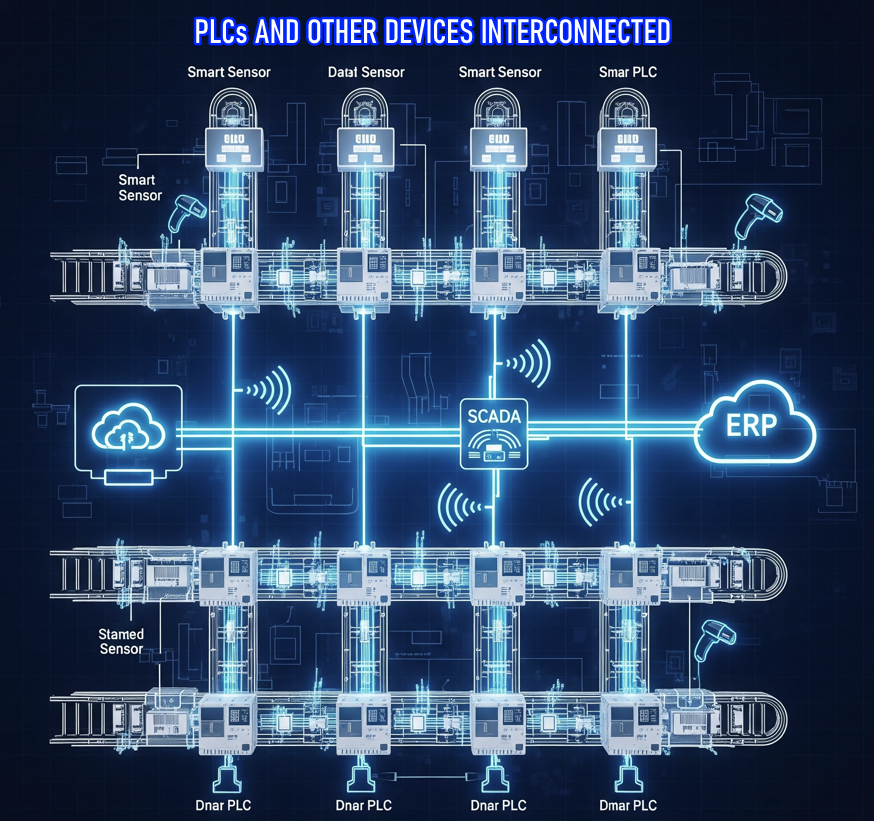 PLCs AND OTHER DEVICES INTERCONNECTED
Smart Sensor
Datal Sensor
Smart Sensor
Smar PLC
Smart
Sensor
SCADA
ERP
Stamed
Sensor
Dnar PLC
Dnar PLC
Dnar PLC
Dmar PLC